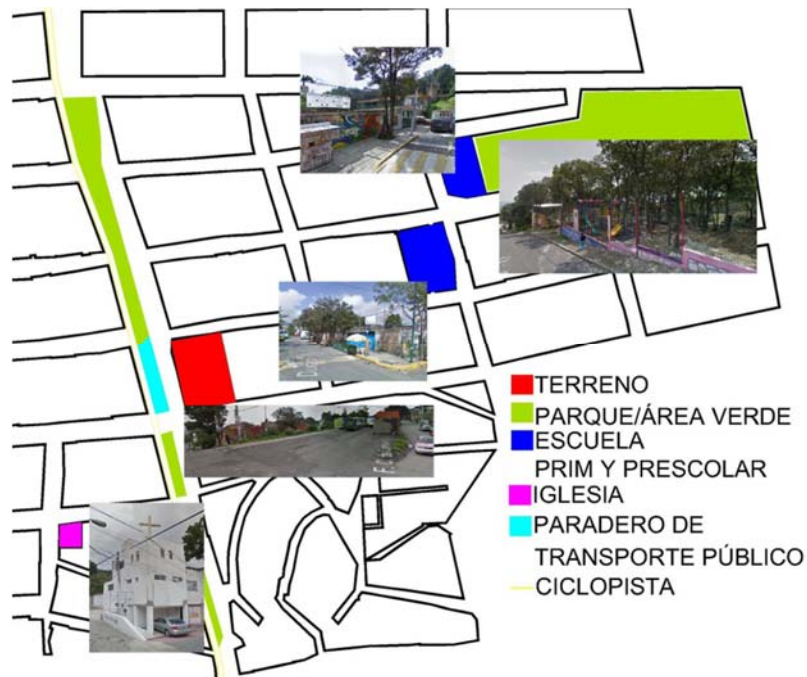 TERRENO
PARQUE/ÁREA VERDE
ESCUELA
PRIM Y PRESCOLAR
IGLESIA
PARADERO DE
TRANSPORTE PÚBLICO
CICLOPISTA